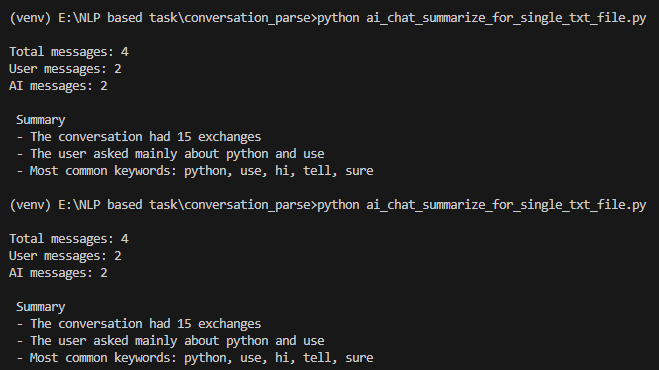 (venv) E:\NLP based task\conversation_parse>python ai_chat_summarize_for_single_txt_file.py
Total messages: 4
User messages: 2
AI messages: 2
Summary
- The conversation had 15 exchanges
- The user asked mainly about python and use
- Most common keywords: python, use, hi, tell, sure
(venv) E:\NLP based task\conversation_parse>python ai_chat_summarize_for_single_txt_file.py
Total messages: 4
User messages: 2
AI messages: 2
Summary
- The conversation had 15 exchanges
- The user asked mainly about python and use
- Most common keywords: python, use, hi, tell, sure